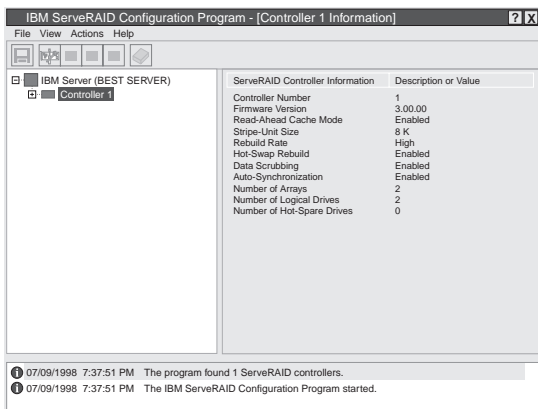 IBM ServeRAID Configuration Program - [Controller 1 Information] ? X
File View Actions Help
IBM Server (BEST SERVER)
Controller 1
ServeRAID Controller Information Description or Value
Controller Number 1
Firmware Version 3.00.00
Read-Ahead Cache Mode Enabled
Stripe-Unit Size 8 K
Rebuild Rate High
Hot-Swap Rebuild Enabled
Data Scrubbing Enabled
Auto-Synchronization Enabled
Number of Arrays 2
Number of Logical Drives 2
Number of Hot-Spare Drives 0
07/09/1998 7:37:51 PM The program found 1 ServeRAID controllers.
07/09/1998 7:37:51 PM The IBM ServeRAID Configuration Program started.